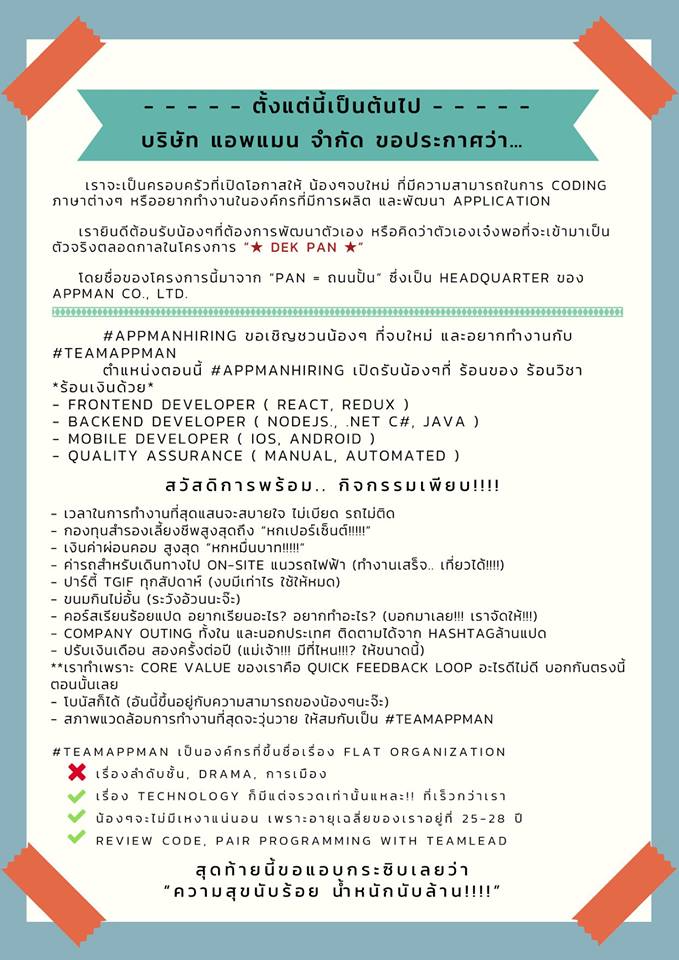 - - - - - ตั้งแต่นี้เป็นต้นไป - - - - -
บริษัท แอพแมน จำกัด ขอประกาศว่า...
เราจะเป็นครอบครัวที่เปิดโอกาสให้ น้องๆจบใหม่ ที่มีความสามารถในการ CODING
ภาษาต่างๆ หรืออยากทำงานในองค์กรที่มีการผลิต และพัฒนา APPLICATION
เรายินดีต้อนรับน้องๆที่ต้องการพัฒนาตัวเอง หรือคิดว่าตัวเองเจ๋งพอที่จะเข้ามาเป็น
ตัวจริงตลอดกาลในโครงการ "★ DEK PAN ★"
โดยชื่อของโครงการนี้มาจาก "PAN = ถนนปั้น" ซึ่งเป็น HEADQUARTER ของ
APPMAN CO., LTD.
#APPMANHIRING ขอเชิญชวนน้องๆ ที่จบใหม่ และอยากทำงานกับ
#TEAMAPPMAN
ตำแหน่งตอนนี้ #APPMANHIRING เปิดรับน้องๆที่ ร้อนของ ร้อนวิชา
*ร้อนเงินด้วย*
- FRONTEND DEVELOPER ( REACT, REDUX )
- BACKEND DEVELOPER ( NODEJS., .NET C#, JAVA )
- MOBILE DEVELOPER ( IOS, ANDROID )
- QUALITY ASSURANCE ( MANUAL, AUTOMATED )
สวัสดิการพร้อม.. กิจกรรมเพียบ!!!!
- เวลาในการทำงานที่สุดแสนจะสบายใจ ไม่เบียด รถไม่ติด
- กองทุนสำรองเลี้ยงชีพสูงสุดถึง "หกเปอร์เซ็นต์!!!!!"
- เงินค่าผ่อนคอม สูงสุด "หกหมื่นบาท!!!!!"
- ค่ารถสำหรับเดินทางไป ON-SITE แนวรถไฟฟ้า (ทำงานเสร็จ.. เที่ยวได้!!!!)
- ปาร์ตี้ TGIF ทุกสัปดาห์ (งบมีเท่าไร ใช้ให้หมด)
- ขนมกินไม่อั้น (ระวังอ้วนนะจ๊ะ)
- คอร์สเรียนร้อยแปด อยากเรียนอะไร? อยากทำอะไร? (บอกมาเลย!!! เราจัดให้!!!)
- COMPANY OUTING ทั้งใน และนอกประเทศ ติดตามได้จาก HASHTAGล้านแปด
- ปรับเงินเดือน สองครั้งต่อปี (แม่เจ้า!!! มีที่ไหน!!!? ให้ขนาดนี้)
**เราทำเพราะ CORE VALUE ของเราคือ QUICK FEEDBACK LOOP อะไรดีไม่ดี บอกกันตรงนี้
ตอนนั้นเลย
- โบนัสก็ได้ (อันนี้ขึ้นอยู่กับความสามารถของน้องๆนะจ๊ะ)
- สภาพแวดล้อมการทำงานที่สุดจะวุ่นวาย ให้สมกับเป็น #TEAMAPPMAN
#TEAMAPPMAN เป็นองค์กรที่ขึ้นชื่อเรื่อง FLAT ORGANIZATION
เรื่องลำดับชั้น, DRAMA, การเมือง
เรื่อง TECHNOLOGY ก็มีแต่จรวดเท่านั้นแหละ!! ที่เร็วกว่าเรา
น้องๆจะไม่มีเหงาแน่นอน เพราะอายุเฉลี่ยของเราอยู่ที่ 25-28 ปี
REVIEW CODE, PAIR PROGRAMMING WITH TEAMLEAD
สุดท้ายนี้ขอแอบกระซิบเลยว่า
"ความสุขนับร้อย น้ำหนักนับล้าน!!!!"